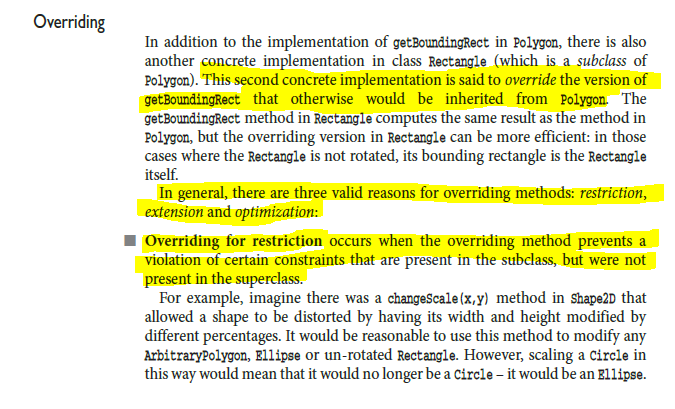 Overriding
In addition to the implementation of getBoundingRect in Polygon, there is also
another concrete implementation in class Rectangle (which is a subclass of
Polygon). This second concrete implementation is said to override the version of
getBoundingRect that otherwise would be inherited from Polygon. The
getBoundingRect method in Rectangle computes the same result as the method in
Polygon, but the overriding version in Rectangle can be more efficient: in those
cases where the Rectangle is not rotated, its bounding rectangle is the Rectangle
itself.
In general, there are three valid reasons for overriding methods: restriction,
extension and optimization:
■ Overriding for restriction occurs when the overriding method prevents a
violation of certain constraints that are present in the subclass, but were not
present in the superclass.
For example, imagine there was a changeScale(x,y) method in Shape2D that
allowed a shape to be distorted by having its width and height modified by
different percentages. It would be reasonable to use this method to modify any
ArbitraryPolygon, Ellipse or un-rotated Rectangle. However, scaling a Circle in
this way would mean that it would no longer be a Circle – it would be an Ellipse.